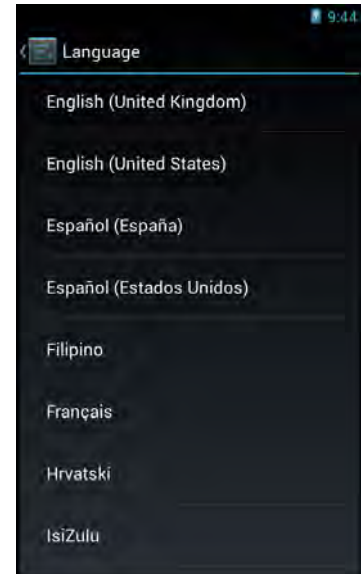 9:44
Language
English (United Kingdom)
English (United States)
Español (España)
Español (Estados Unidos)
Filipino
Français
Hrvatski
IsiZulu